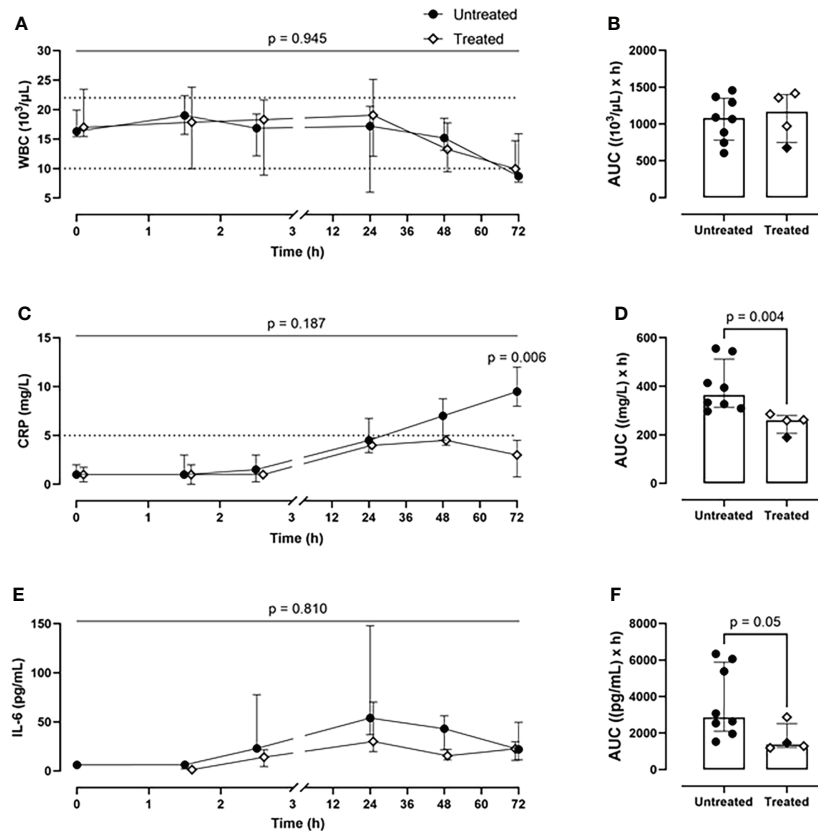 Untreated
Treated
A
p = 0.945
WBC (10³/μL)
30
25
20
15
10
5
0 1 2 3 12 24 36 48 60 72
Time (h)
B
AUC ((10³/μL) x h)
2000
1500
1000
500
0
Untreated Treated
C
p = 0.187
p = 0.006
CRP (mg/L)
15
10
5
0
0 1 2 3 12 24 36 48 60 72
Time (h)
D
p = 0.004
AUC ((mg/L) x h)
600
400
200
0
Untreated Treated
E
p = 0.810
IL-6 (pg/mL)
150
100
50
0
0 1 2 3 12 24 36 48 60 72
Time (h)
F
p = 0.05
AUC ((pg/mL) x h)
8000
6000
4000
2000
0
Untreated Treated